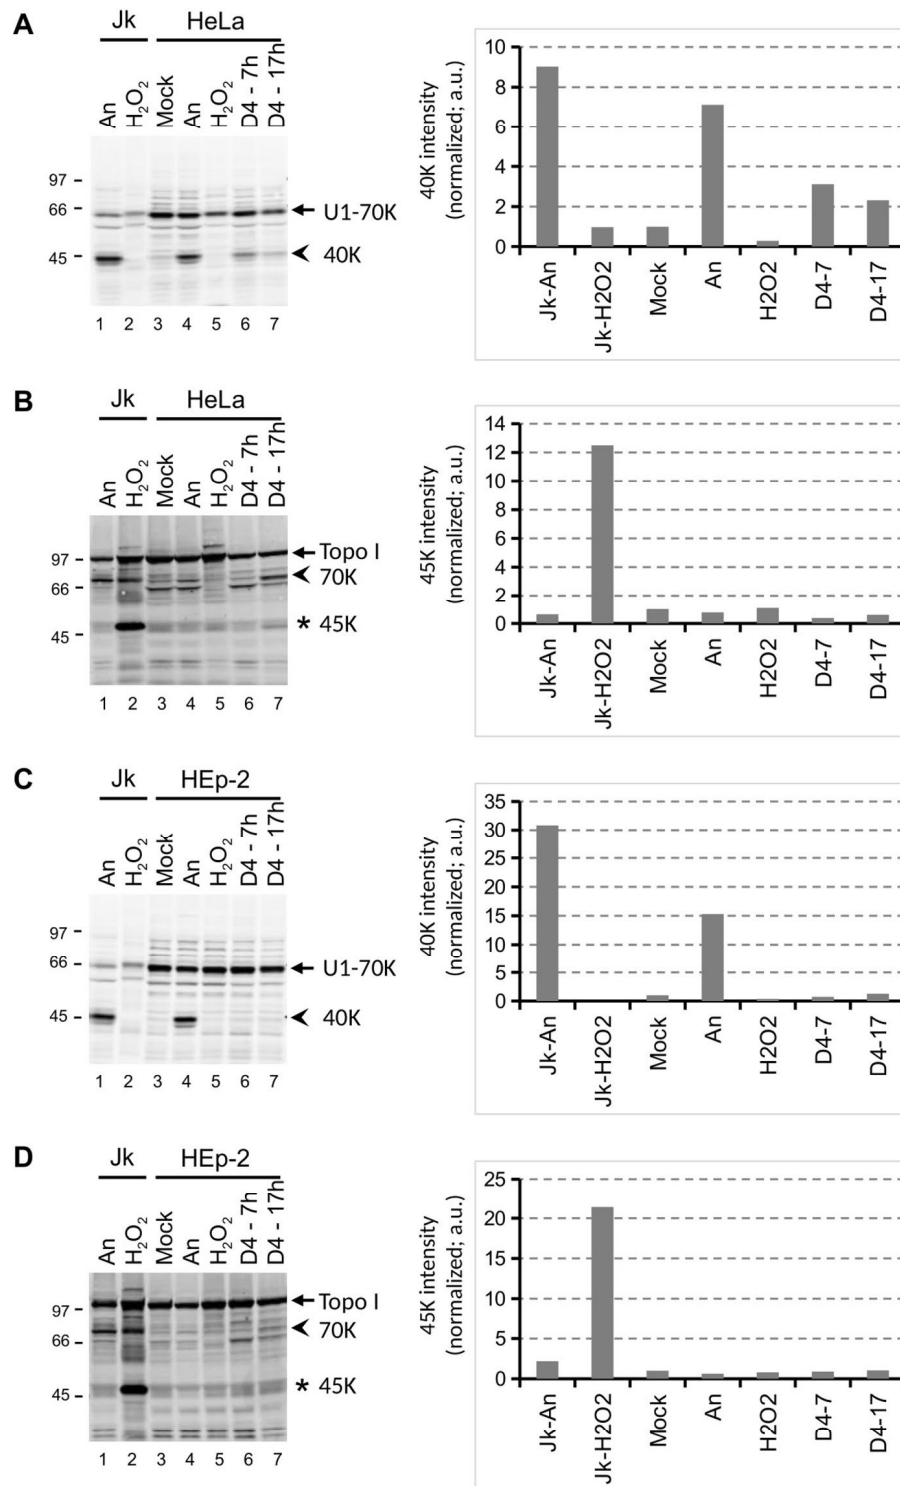 A
Jk HeLa
An H₂O₂ Mock An H₂O₂ D4 - 7h D4 - 17h
97
66 U1-70K
45 40K
1 2 3 4 5 6 7
40K intensity
(normalized; a.u.)
10
8
6
4
2
0
Jk-An Jk-H2O2 Mock An H2O2 D4-7 D4-17
B
Jk HeLa
An H₂O₂ Mock An H₂O₂ D4 - 7h D4 - 17h
97 Topo I
70K
66
* 45K
45
1 2 3 4 5 6 7
45K intensity
(normalized; a.u.)
14
12
10
8
6
4
2
0
Jk-An Jk-H2O2 Mock An H2O2 D4-7 D4-17
C
Jk HEp-2
An H₂O₂ Mock An H₂O₂ D4 - 7h D4 - 17h
97
66 U1-70K
45 40K
1 2 3 4 5 6 7
40K intensity
(normalized; a.u.)
35
30
25
20
15
10
5
0
Jk-An Jk-H2O2 Mock An H2O2 D4-7 D4-17
D
Jk HEp-2
An H₂O₂ Mock An H₂O₂ D4 - 7h D4 - 17h
97 Topo I
70K
66
45 * 45K
1 2 3 4 5 6 7
45K intensity
(normalized; a.u.)
25
20
15
10
5
0
Jk-An Jk-H2O2 Mock An H2O2 D4-7 D4-17